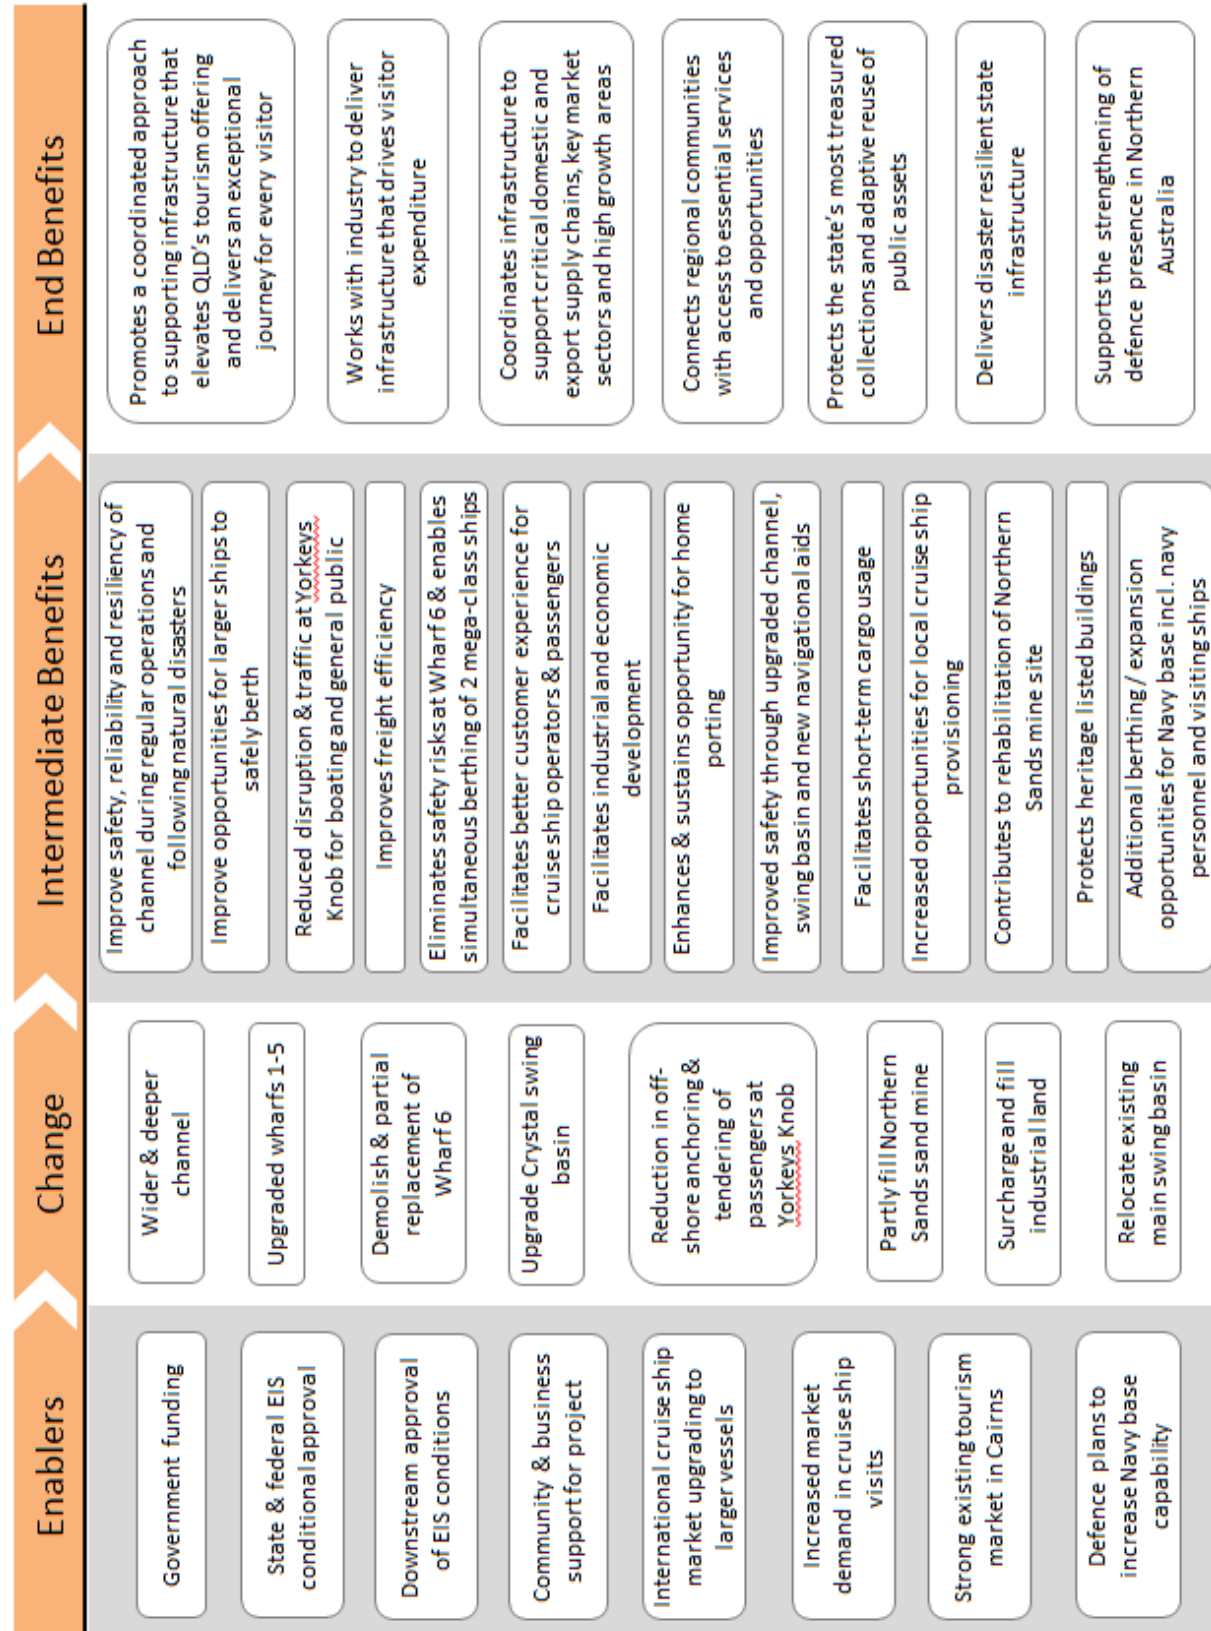 Enablers
Change
Intermediate Benefits
End Benefits
Government funding
State & federal EIS
conditional approval
Downstream approval
of EIS conditions
Community & business
support for project
International cruise ship
market upgrading to
larger vessels
Increased market
demand in cruise ship
visits
Strong existing tourism
market in Cairns
Defence plans to
increase Navy base
capability
Wider & deeper
channel
Upgraded wharfs 1-5
Demolish & partial
replacement of
Wharf 6
Upgrade Crystal swing
basin
Reduction in off-
shore anchoring &
tendering of
passengers at
Yorkeys Knob
Partly fill Northern
Sands sand mine
Surcharge and fill
industrial land
Relocate existing
main swing basin
Improve safety, reliability and resiliency of
channel during regular operations and
following natural disasters
Improve opportunities for larger ships to
safely berth
Reduced disruption & traffic at Yorkeys
Knob for boating and general public
Improves freight efficiency
Eliminates safety risks at Wharf 6 & enables
simultaneous berthing of 2 mega-class ships
Facilitates better customer experience for
cruise ship operators & passengers
Facilitates industrial and economic
development
Enhances & sustains opportunity for home
porting
Improved safety through upgraded channel,
swing basin and new navigational aids
Facilitates short-term cargo usage
Increased opportunities for local cruise ship
provisioning
Contributes to rehabilitation of Northern
Sands mine site
Protects heritage listed buildings
Additional berthing / expansion
opportunities for Navy base incl. navy
personnel and visiting ships
Promotes a coordinated approach
to supporting infrastructure that
elevates QLD's tourism offering
and delivers an exceptional
journey for every visitor
Works with industry to deliver
infrastructure that drives visitor
expenditure
Coordinates infrastructure to
support critical domestic and
export supply chains, key market
sectors and high growth areas
Connects regional communities
with access to essential services
and opportunities
Protects the state's most treasured
collections and adaptive reuse of
public assets
Delivers disaster resilient state
infrastructure
Supports the strengthening of
defence presence in Northern
Australia